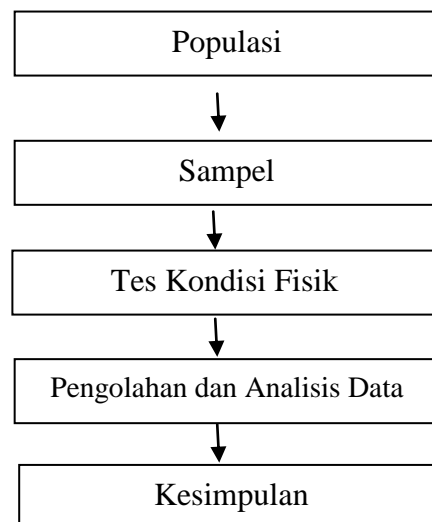 Populasi
Sampel
Tes Kondisi Fisik
Pengolahan dan Analisis Data
Kesimpulan